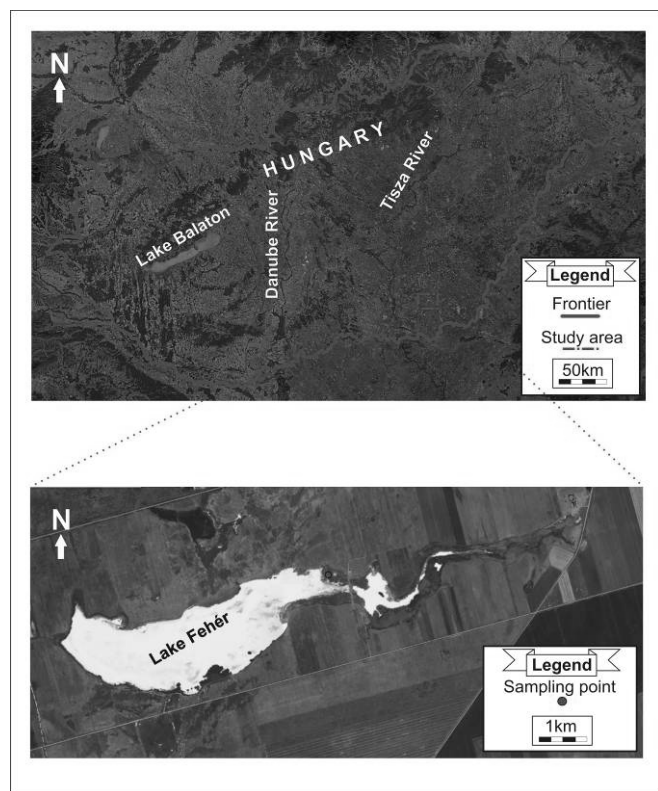 N
HUNGARY
Tisza River
Lake Balaton
Danube River
Legend
Frontier
Study area
50km
N
Lake Fehér
Legend
Sampling point
1km